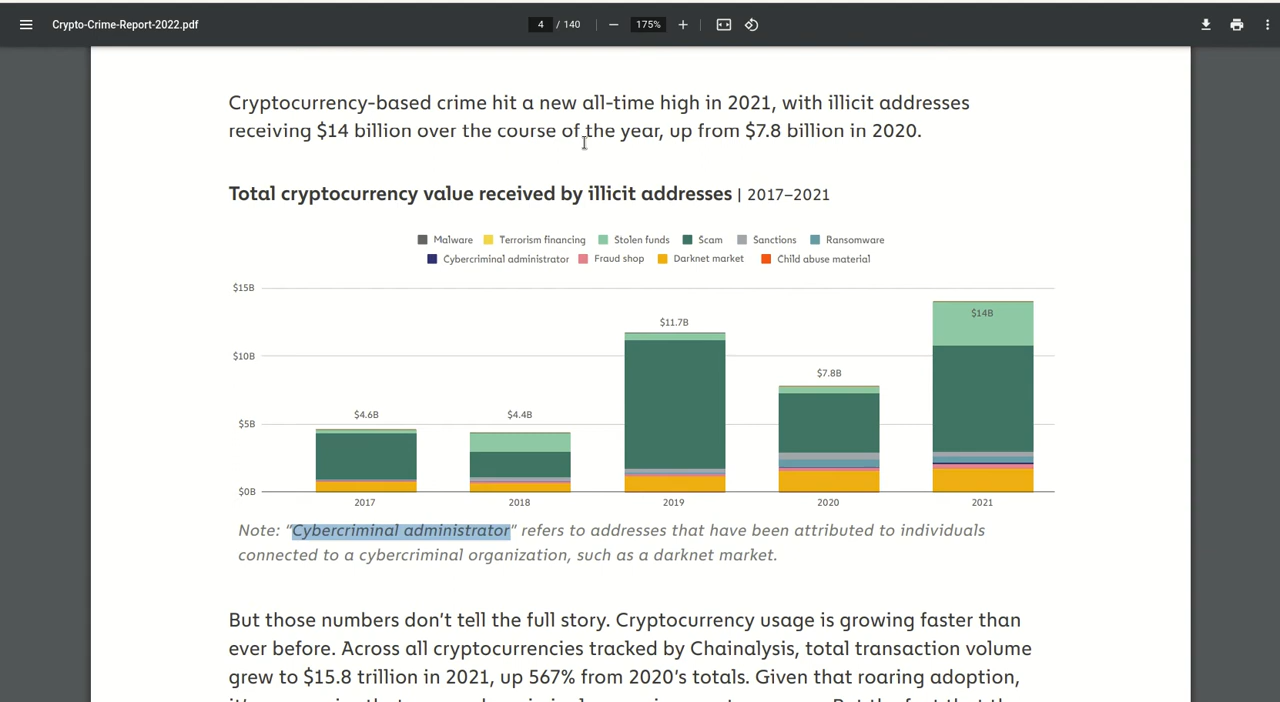 Crypto-Crime-Report-2022.pdf
4 / 140
175%
Cryptocurrency-based crime hit a new all-time high in 2021, with illicit addresses
receiving $14 billion over the course of the year, up from $7.8 billion in 2020.
Total cryptocurrency value received by illicit addresses | 2017–2021
Malware Terrorism financing Stolen funds Scam Sanctions Ransomware
Cybercriminal administrator Fraud shop Darknet market Child abuse material
$15B
$14B
$11.7B
$10B
$7.8B
$5B
$4.6B
$4.4B
$0B
2017 2018 2019 2020 2021
Note: "Cybercriminal administrator" refers to addresses that have been attributed to individuals
connected to a cybercriminal organization, such as a darknet market.
But those numbers don't tell the full story. Cryptocurrency usage is growing faster than
ever before. Across all cryptocurrencies tracked by Chainalysis, total transaction volume
grew to $15.8 trillion in 2021, up 567% from 2020's totals. Given that roaring adoption,